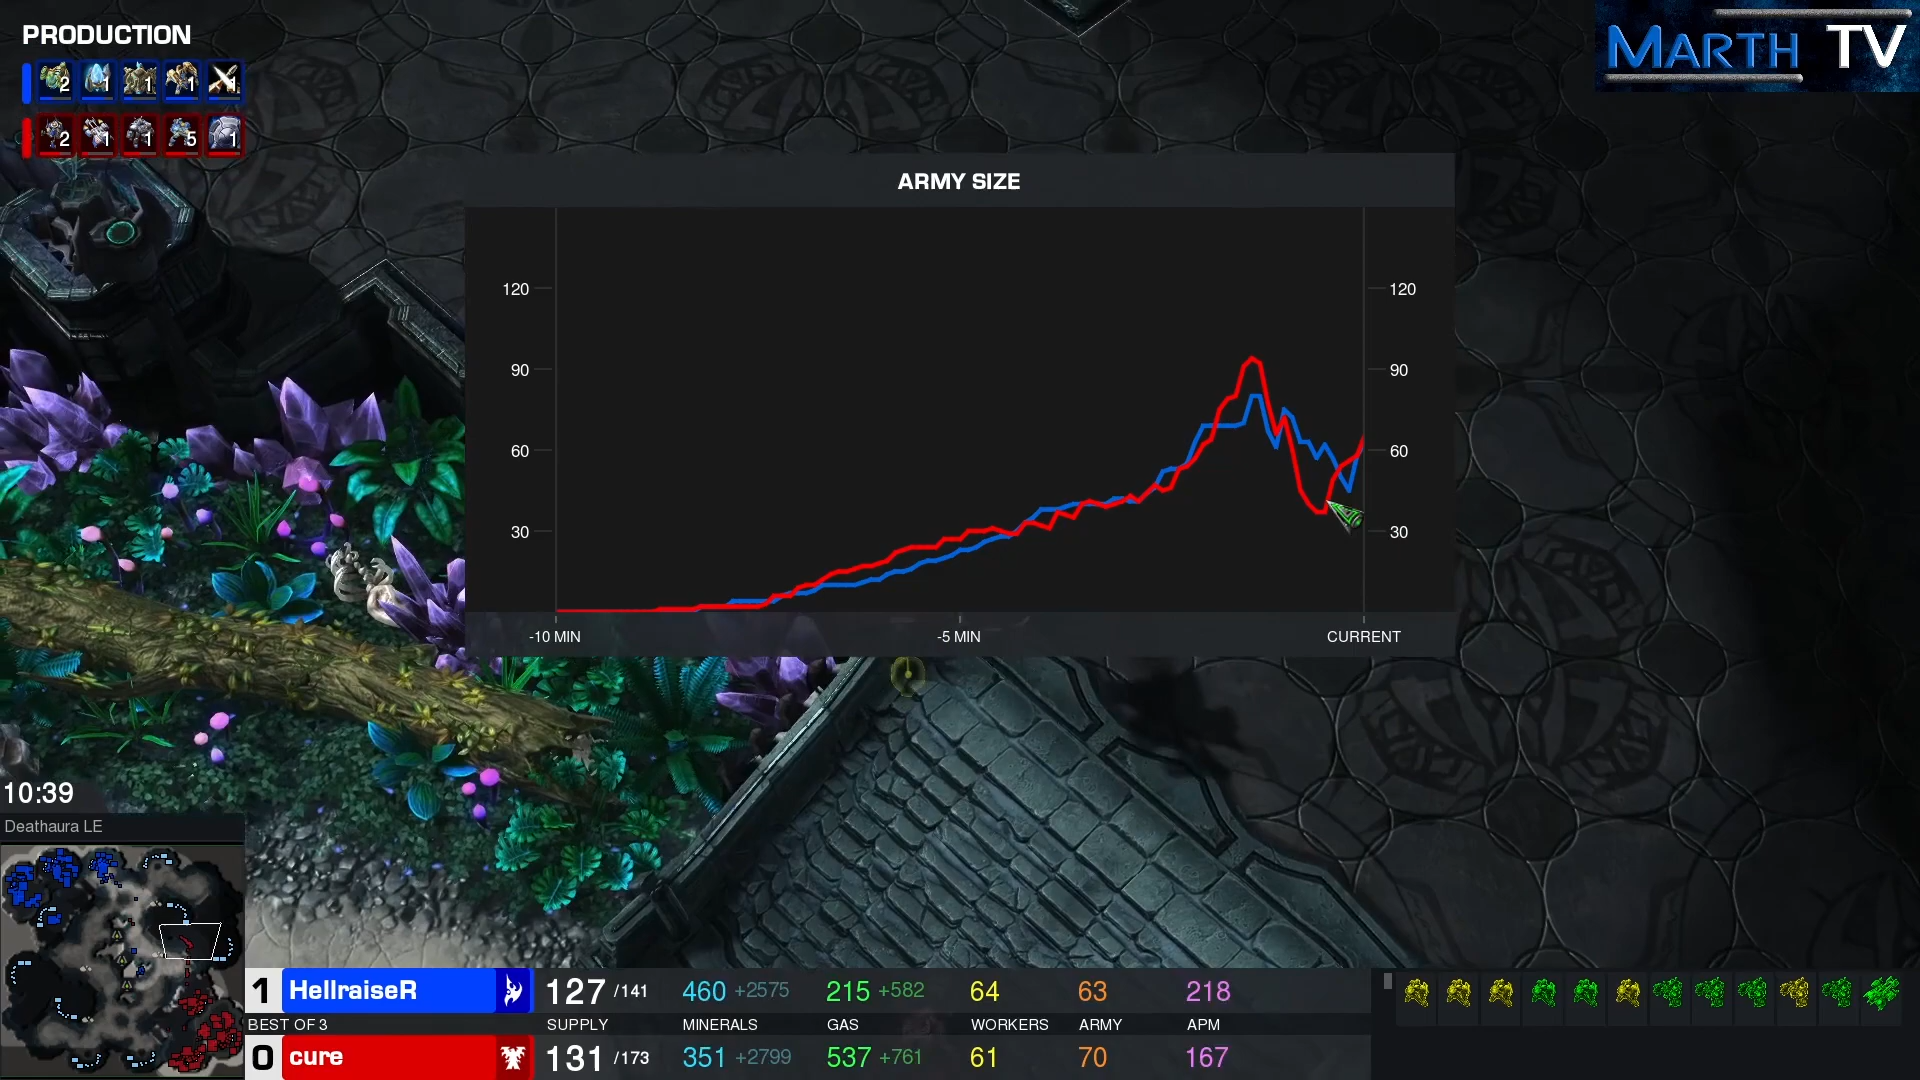 PRODUCTION
2 1 1 1 1
2 1 1 5 1
MARTH TV
ARMY SIZE
120 120
90 90
60 60
30 30
-10 MIN -5 MIN CURRENT
10:39
Deathaura LE
1 HellraiseR 127 /141 460 +2575 215 +582 64 63 218
BEST OF 3 SUPPLY MINERALS GAS WORKERS ARMY APM
0 cure 131 /173 351 +2799 537 +761 61 70 167